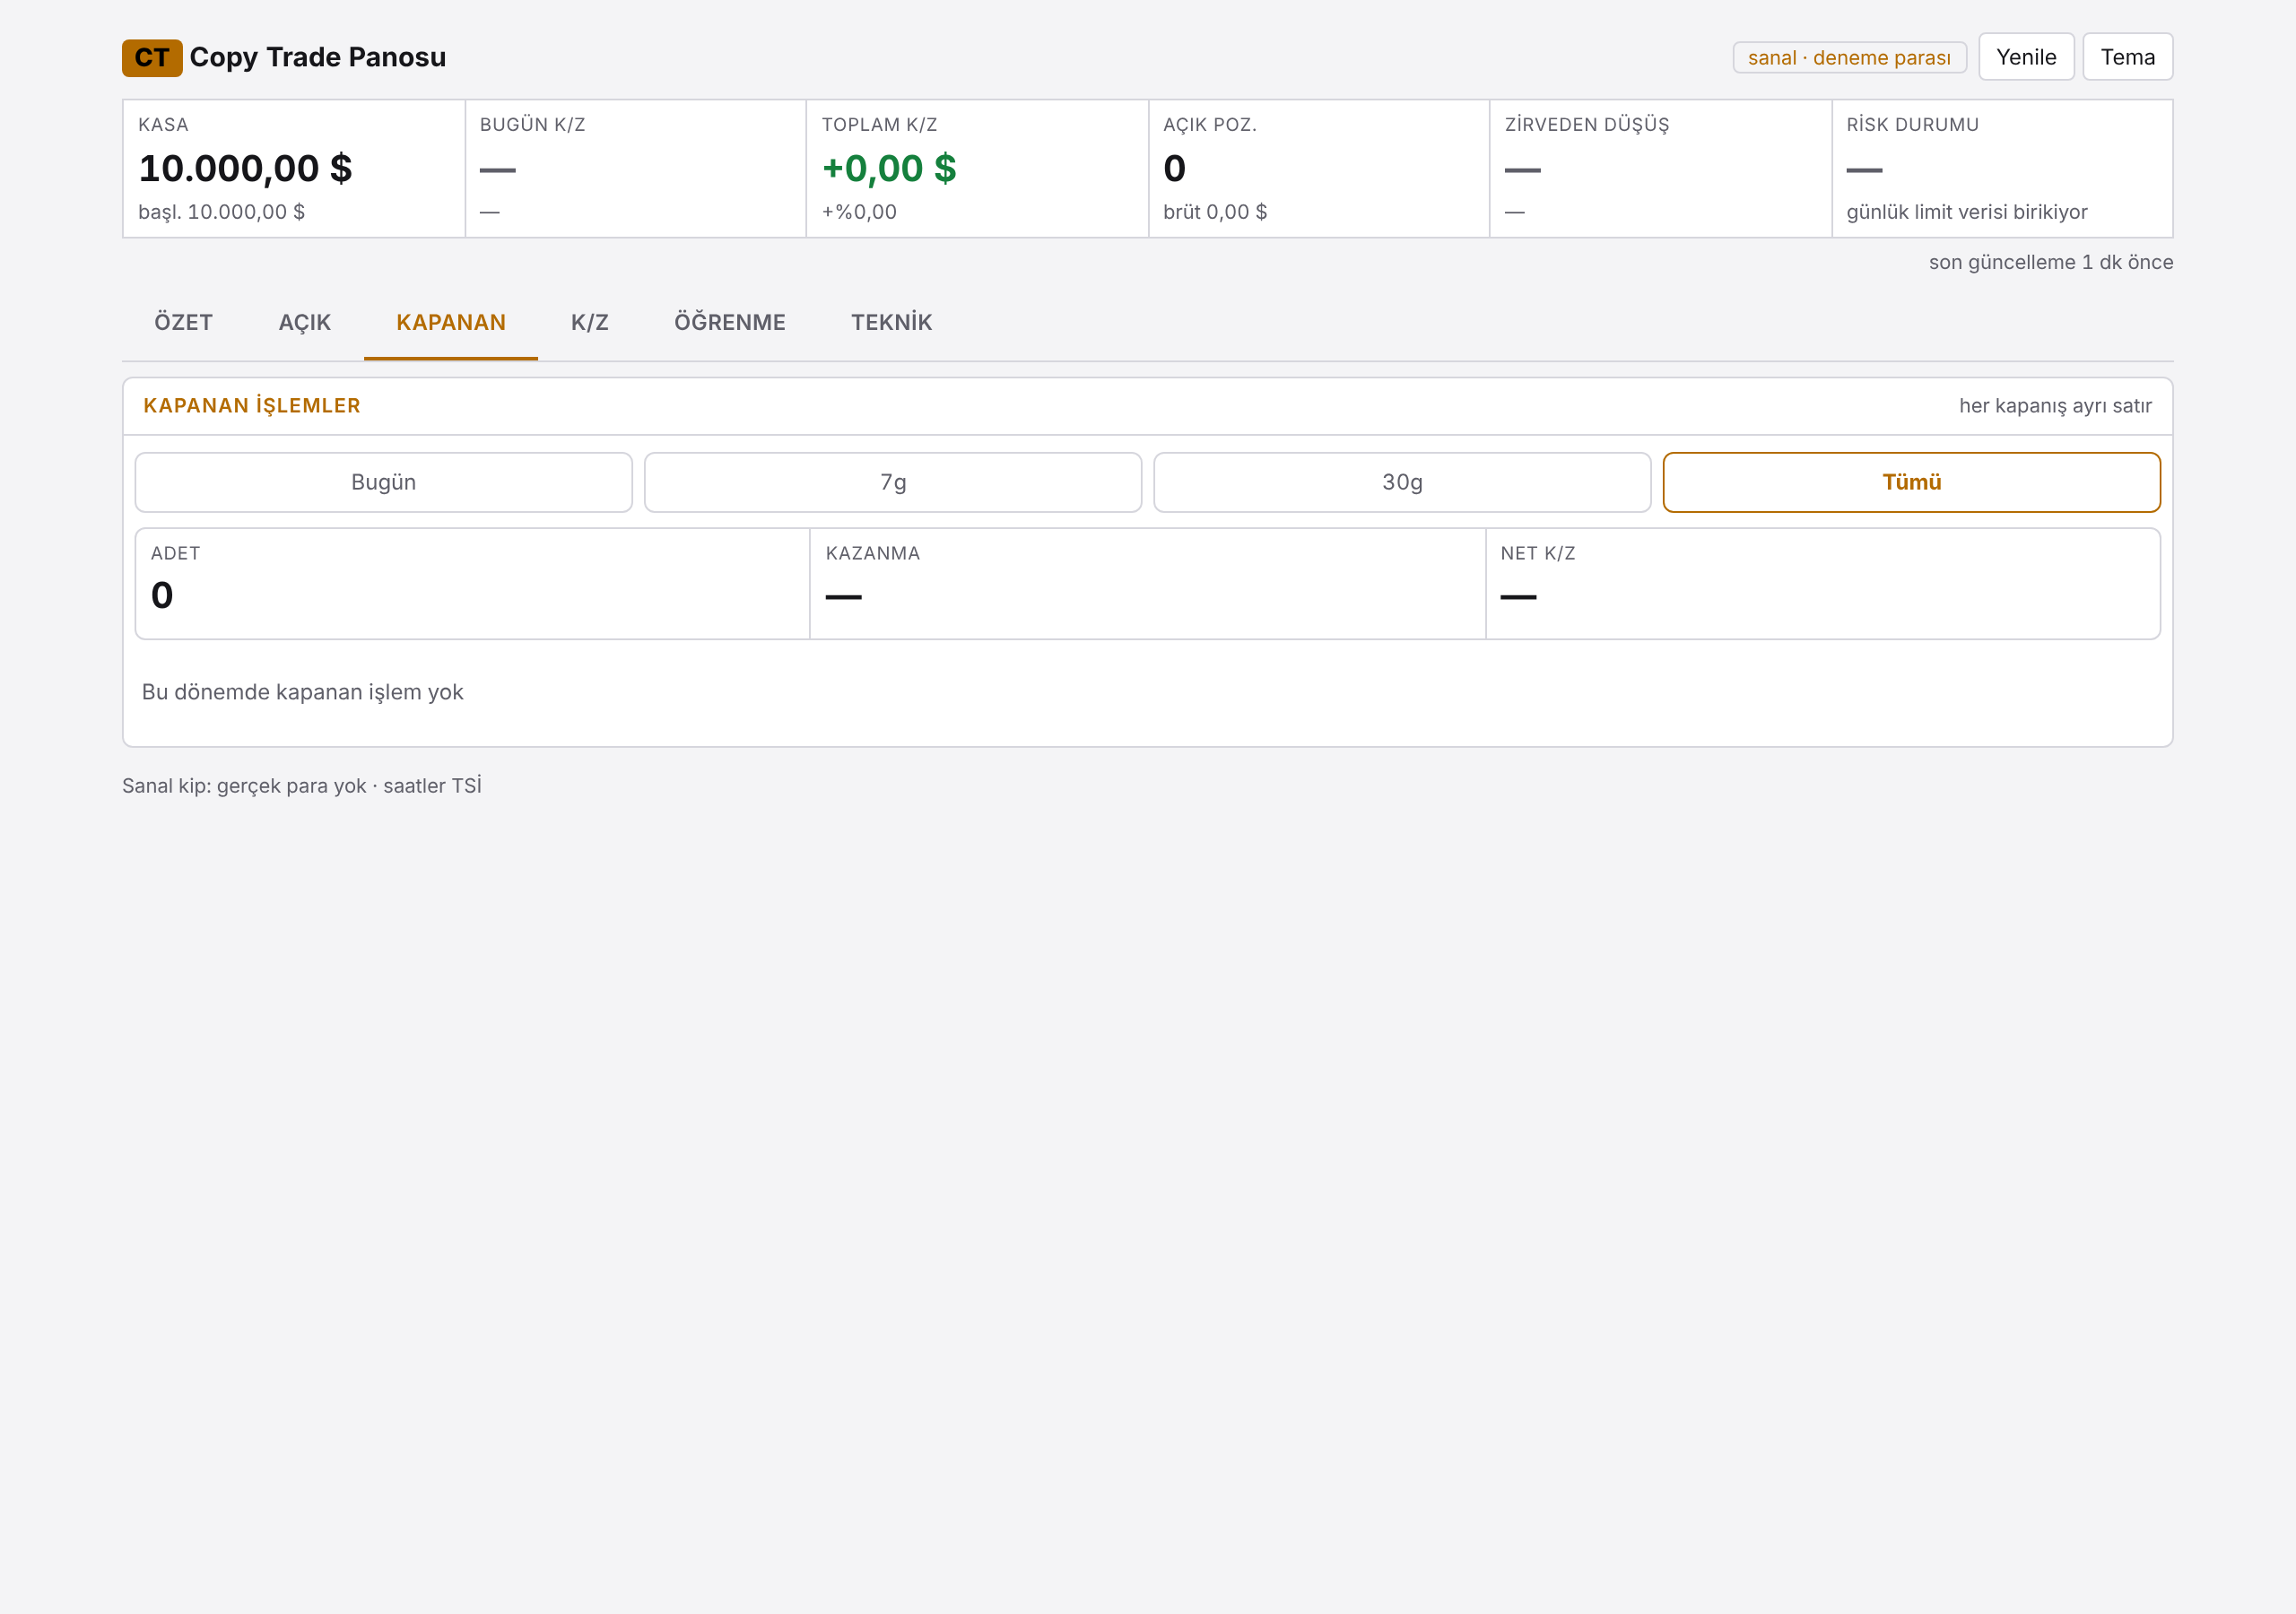 CT Copy Trade Panosu
sanal · deneme parası Yenile Tema
KASA
10.000,00 $
başl. 10.000,00 $
BUGÜN K/Z
—
—
TOPLAM K/Z
+0,00 $
+%0,00
AÇIK POZ.
0
brüt 0,00 $
ZİRVEDEN DÜŞÜŞ
—
—
RİSK DURUMU
—
günlük limit verisi birikiyor
son güncelleme 1 dk önce
ÖZET AÇIK KAPANAN K/Z ÖĞRENME TEKNİK
KAPANAN İŞLEMLER her kapanış ayrı satır
Bugün 7g 30g Tümü
ADET
0
KAZANMA
—
NET K/Z
—
Bu dönemde kapanan işlem yok
Sanal kip: gerçek para yok · saatler TSİ